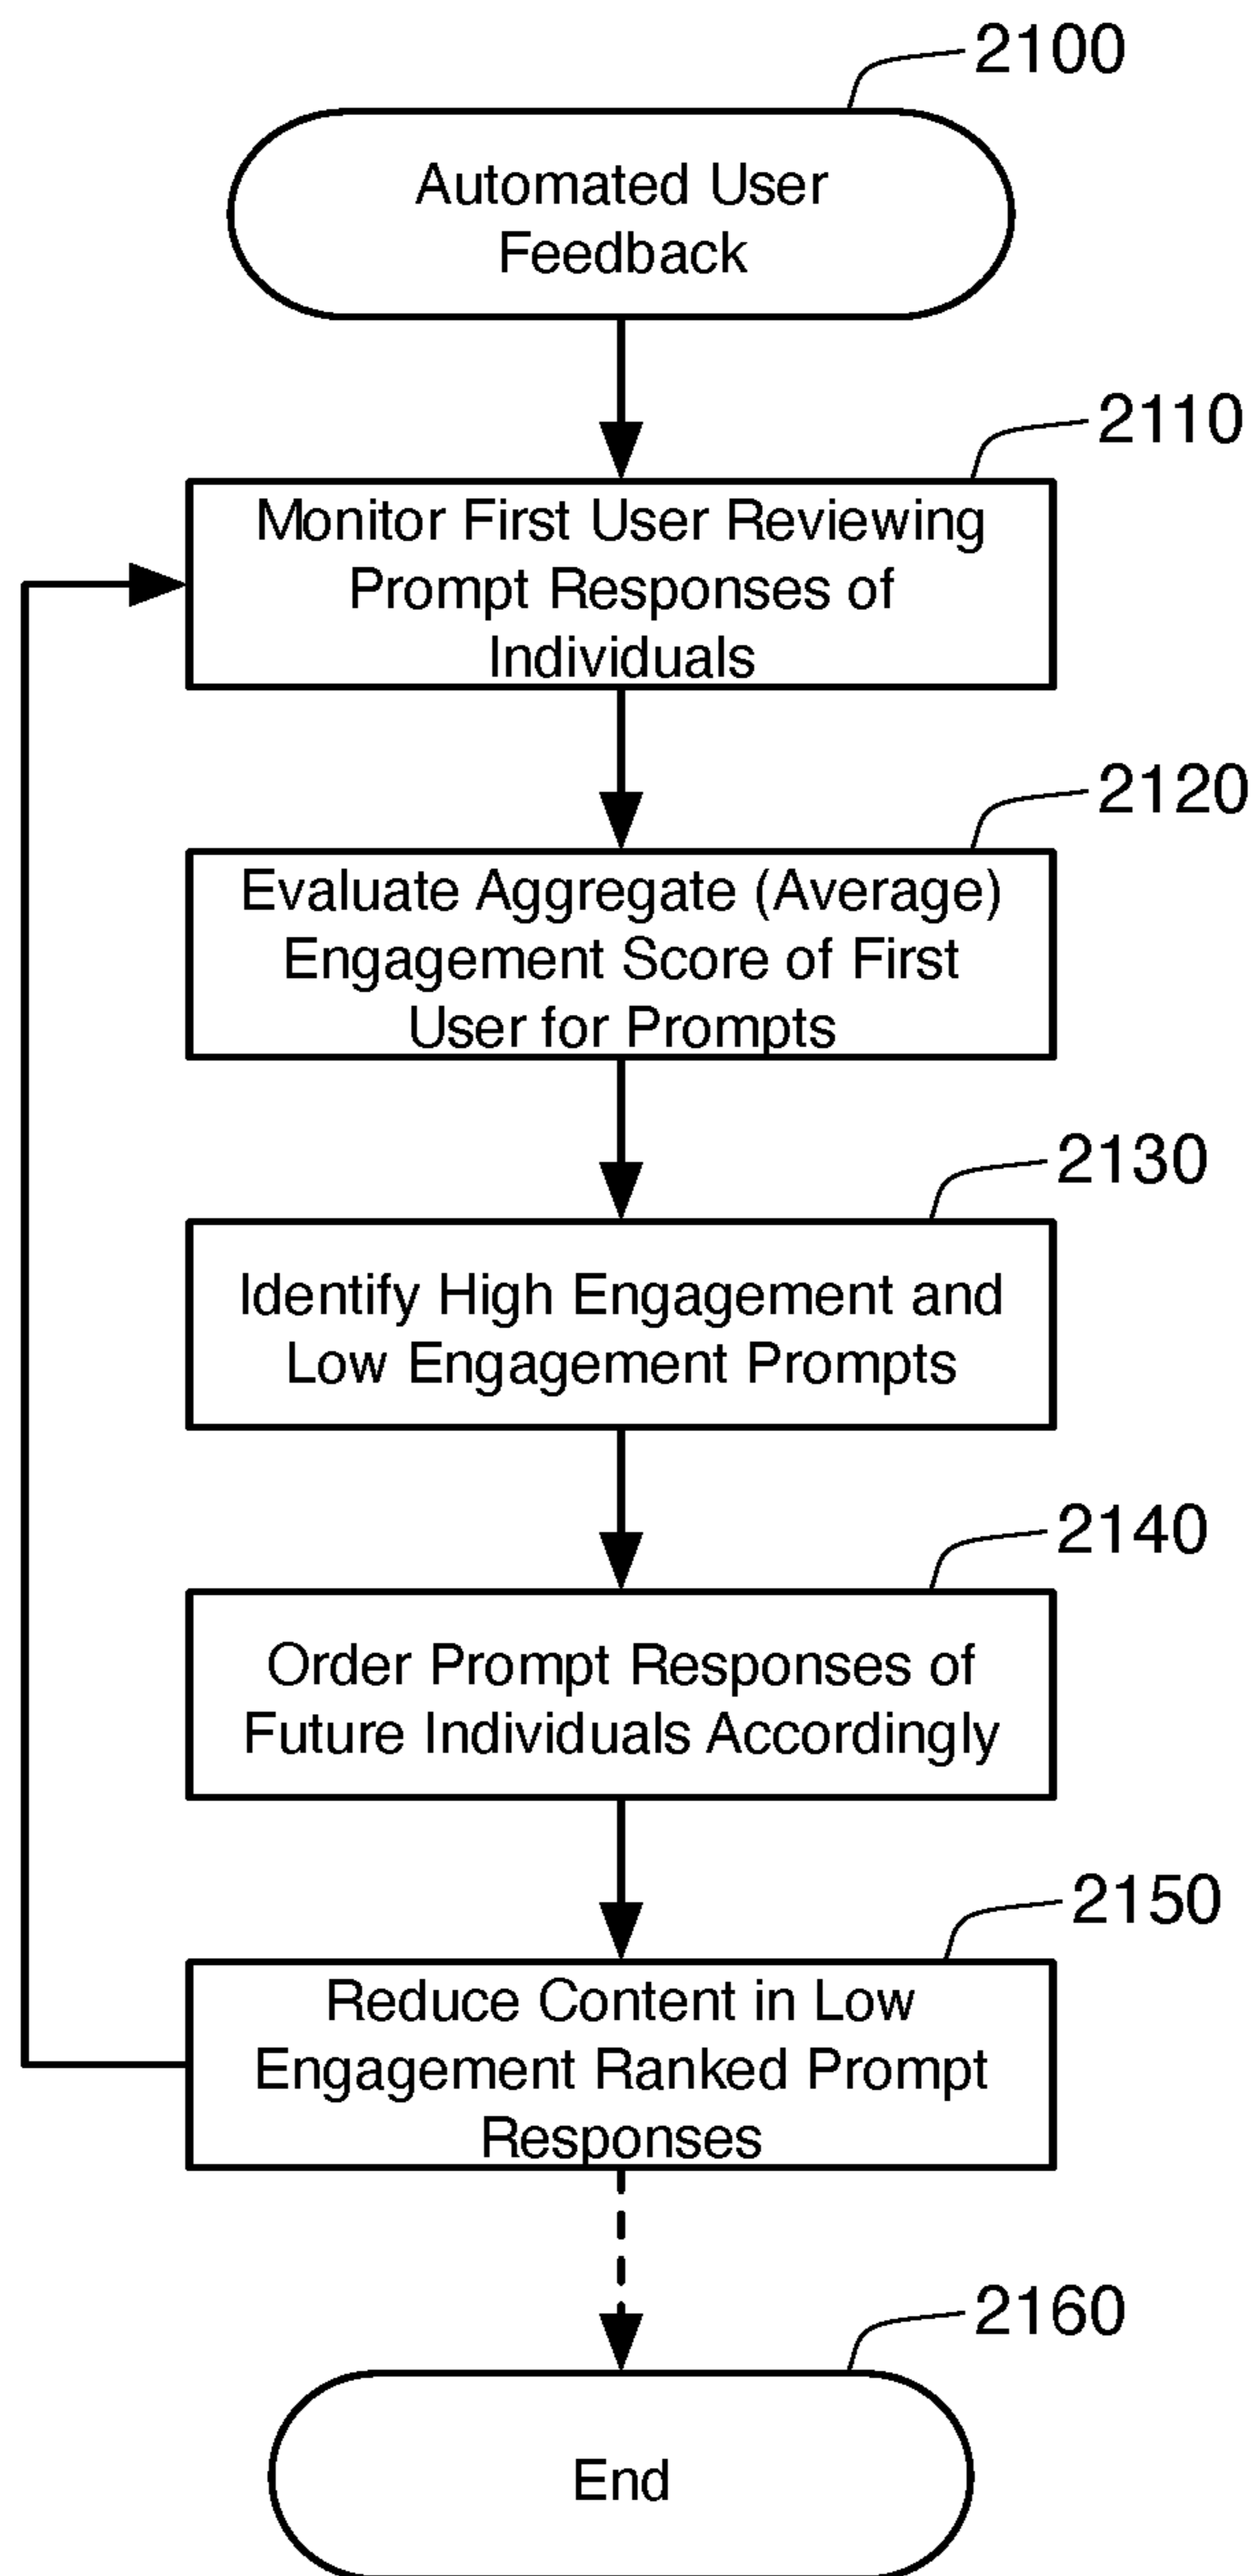 2100
Automated User
Feedback
2110
Monitor First User Reviewing
Prompt Responses of
Individuals
2120
Evaluate Aggregate (Average)
Engagement Score of First
User for Prompts
2130
Identify High Engagement and
Low Engagement Prompts
2140
Order Prompt Responses of
Future Individuals Accordingly
2150
Reduce Content in Low
Engagement Ranked Prompt
Responses
2160
End